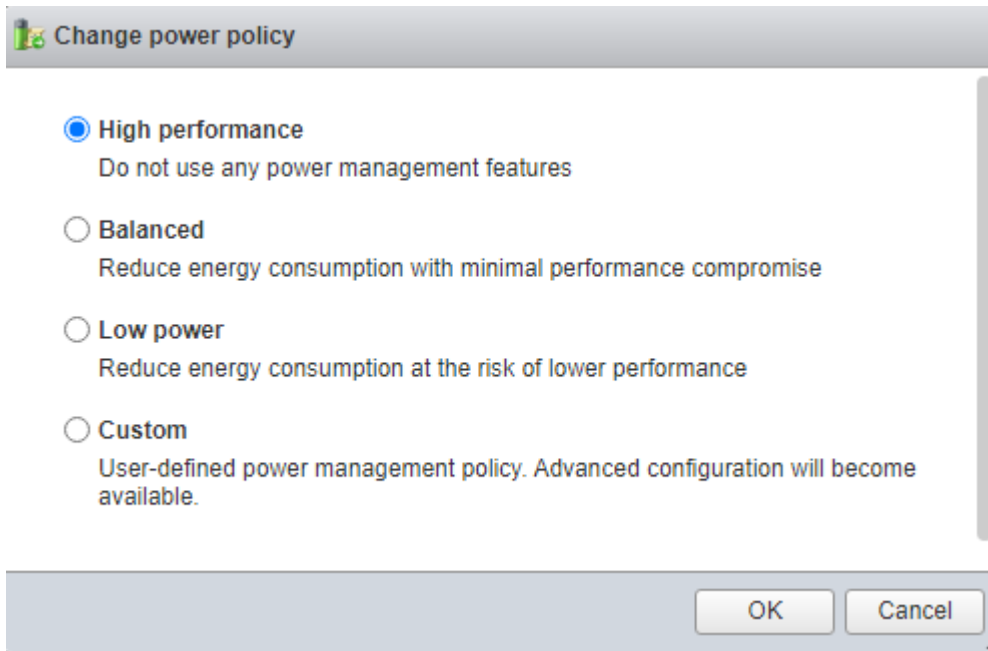 Change power policy
High performance
Do not use any power management features
Balanced
Reduce energy consumption with minimal performance compromise
Low power
Reduce energy consumption at the risk of lower performance
Custom
User-defined power management policy. Advanced configuration will become
available.
OK
Cancel